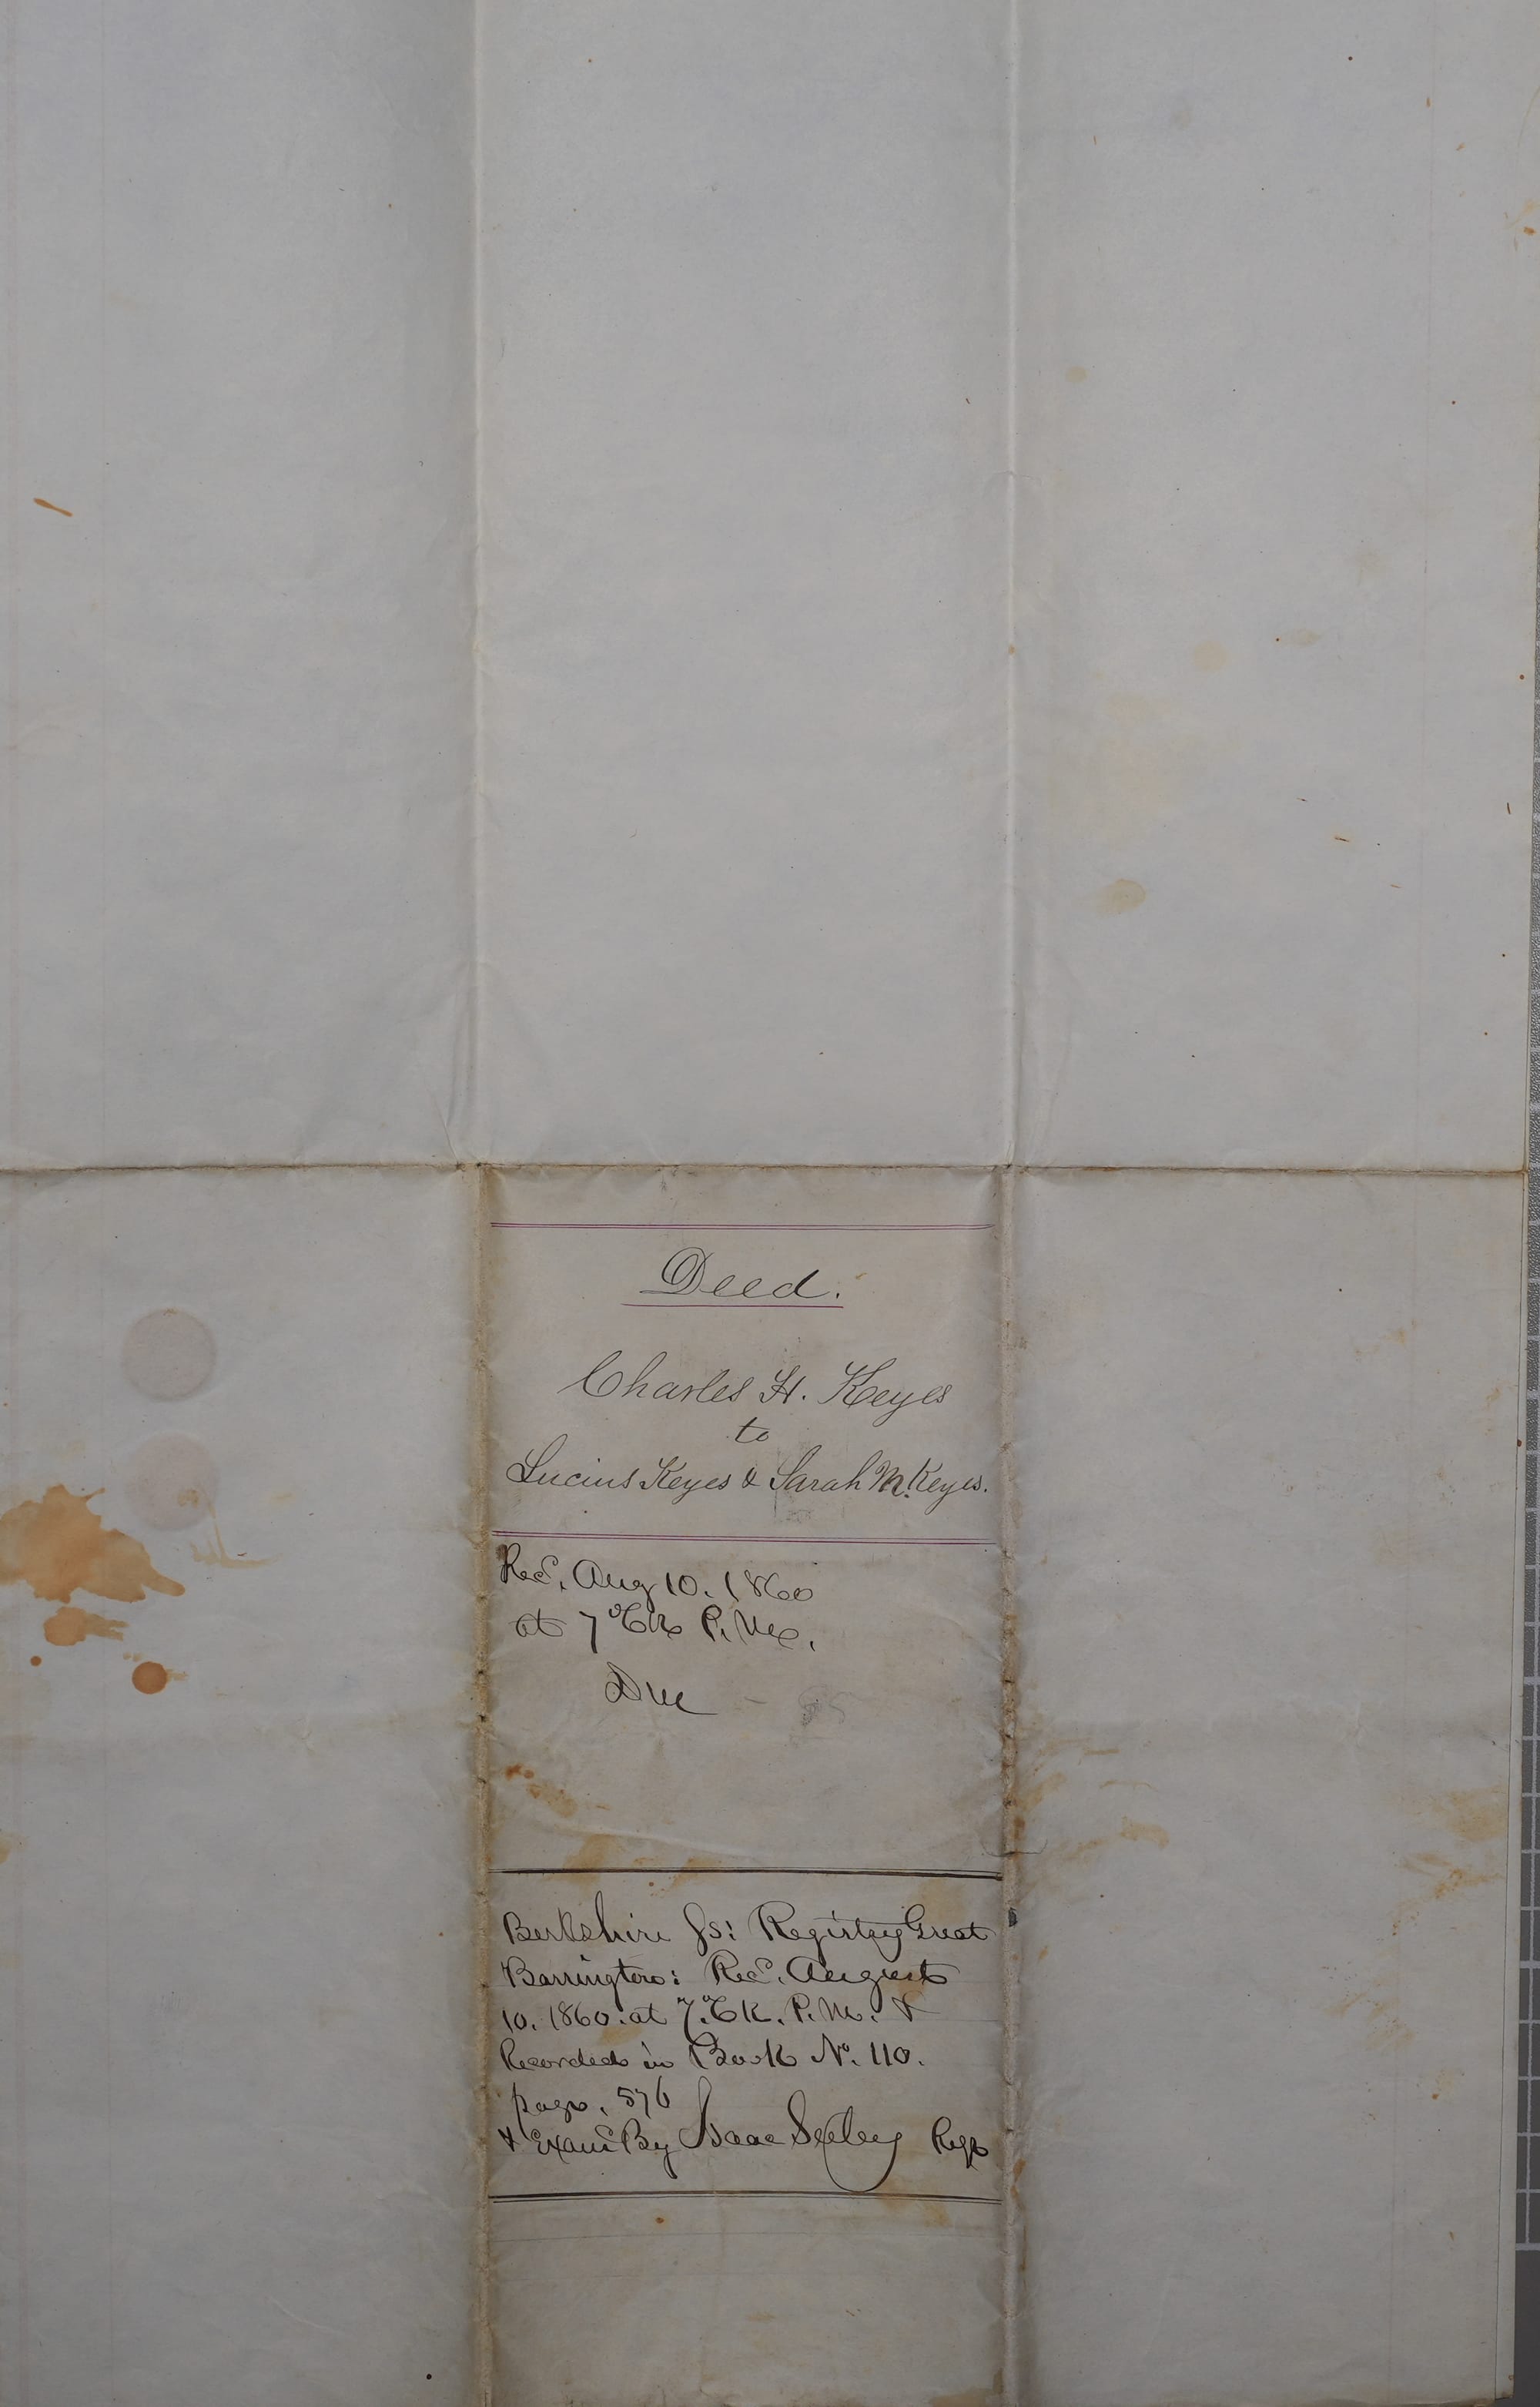 Deed.
Charles H. Keyes
to
Lucius Keyes & Sarah M. Keyes.
Rec'd. Aug 10. 1860
at 7 o'Clk P.M.
Due - 85
Berkshire Ss: Registry Great
Barrington: Rec'd. August
10. 1860. at 7. o'Clk. P.M. &
Recorded in Book No. 110.
page. 576
& Exam'd By Isaac Seeley Regr